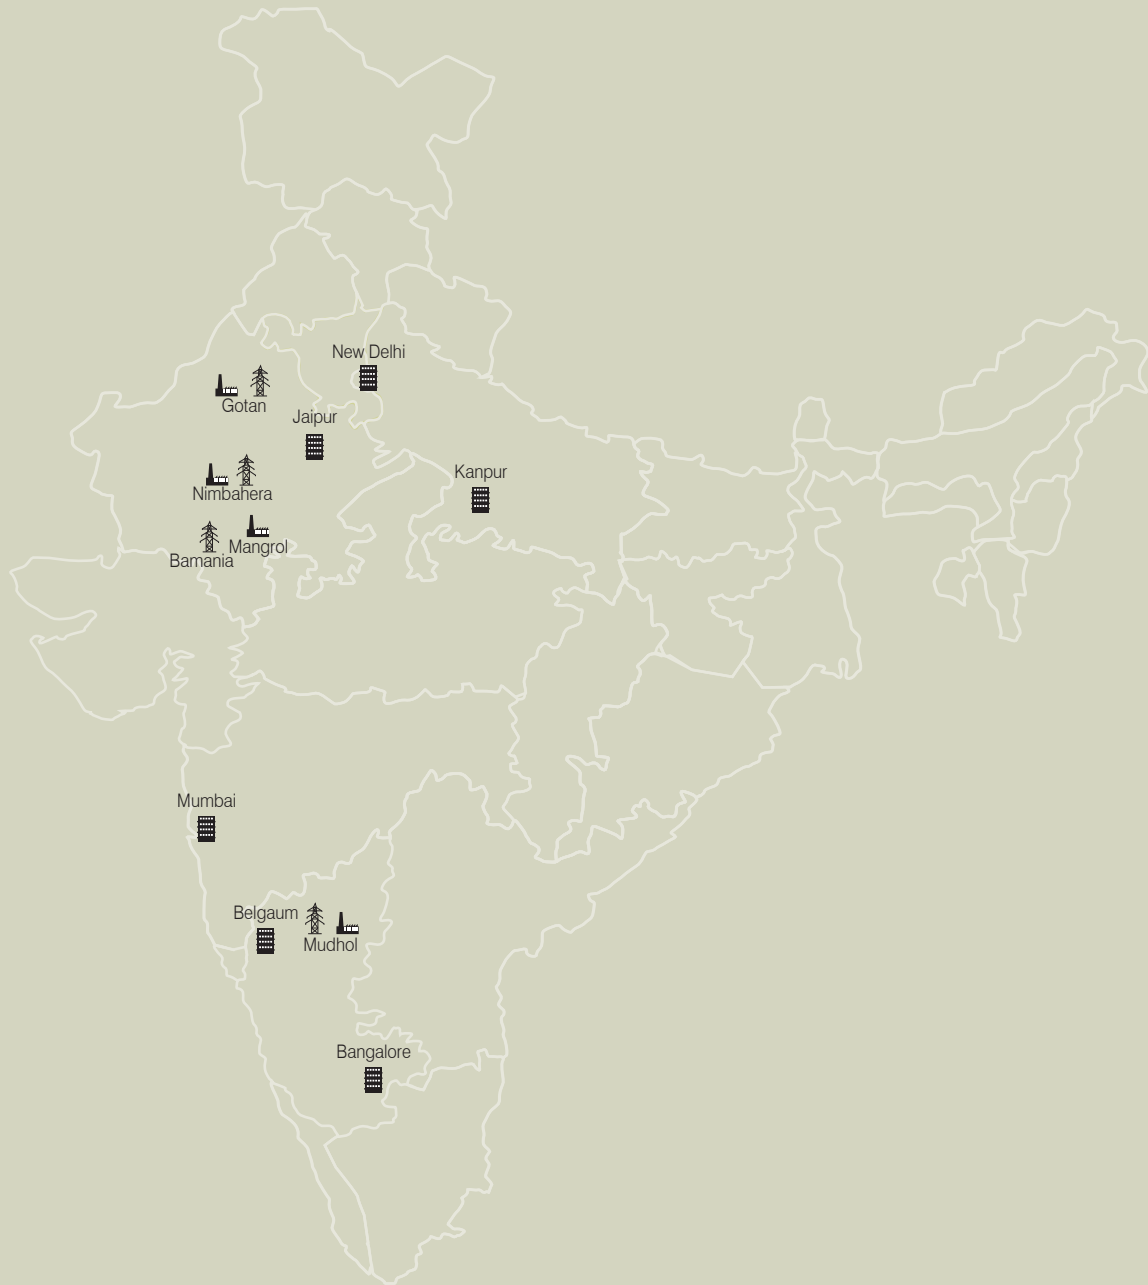 New Delhi
Gotan
Jaipur
Kanpur
Nimbahera
Mangrol
Bamania
Mumbai
Belgaum
Mudhol
Bangalore